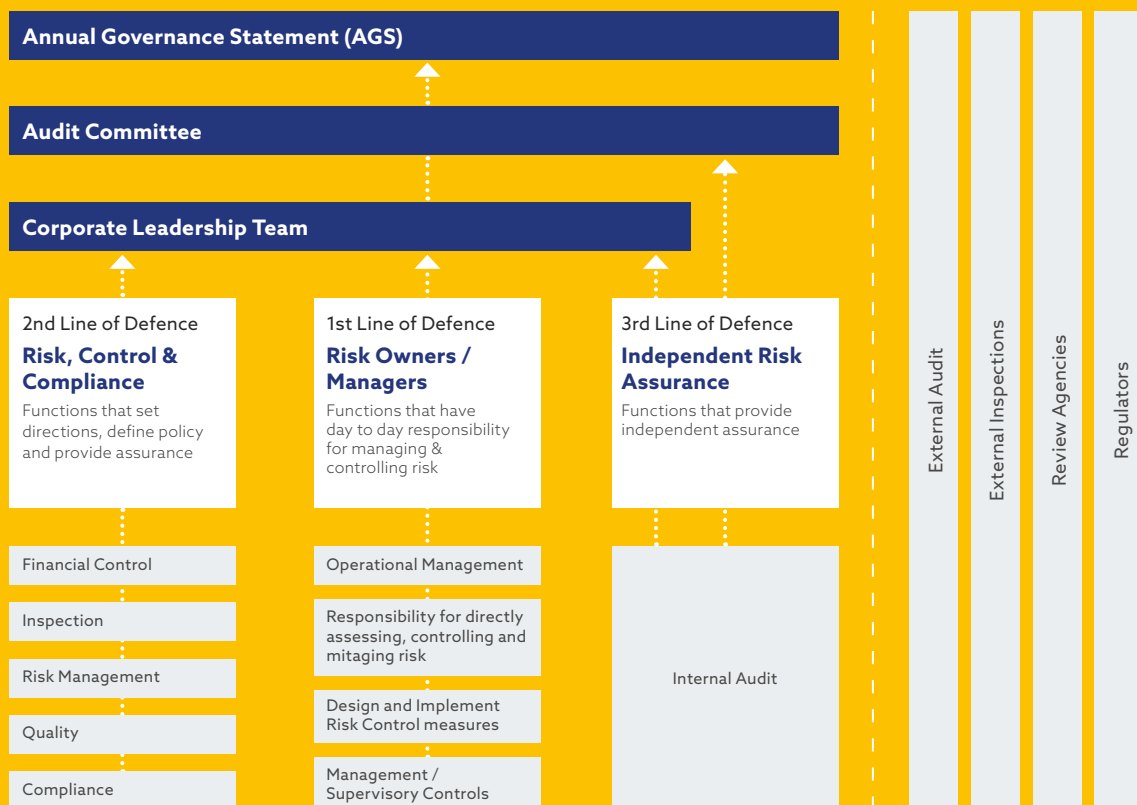 Annual Governance Statement (AGS)
Audit Committee
Corporate Leadership Team
2nd Line of Defence
Risk, Control &
Compliance
Functions that set
directions, define policy
and provide assurance
Financial Control
Inspection
Risk Management
Quality
Compliance
1st Line of Defence
Risk Owners /
Managers
Functions that have
day to day responsibility
for managing &
controlling risk
Operational Management
Responsibility for directly
assessing, controlling and
mitaging risk
Design and Implement
Risk Control measures
Management /
Supervisory Controls
3rd Line of Defence
Independent Risk
Assurance
Functions that provide
independent assurance
Internal Audit
External Audit
External Inspections
Review Agencies
Regulators